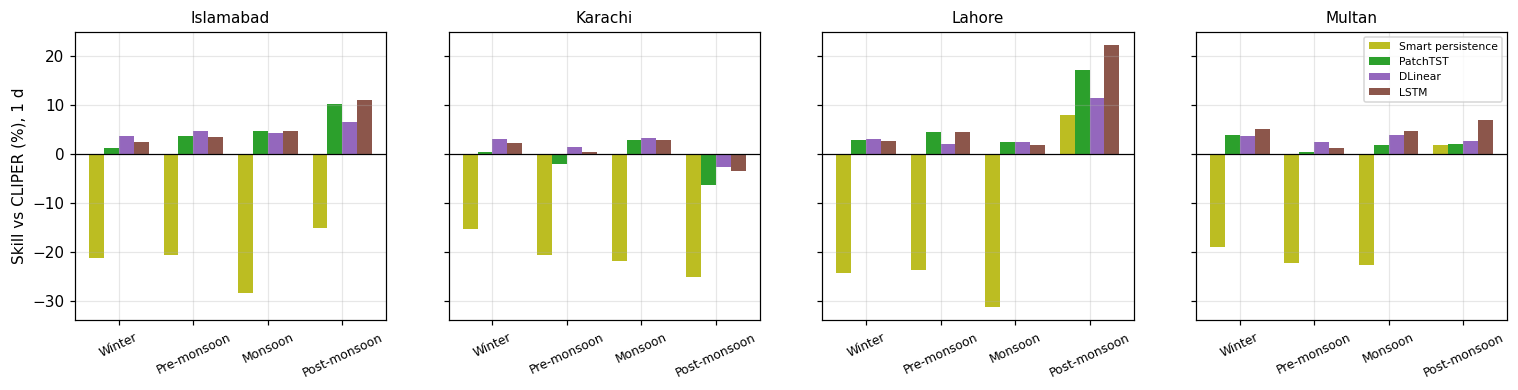 Islamabad
Karachi
Lahore
Multan
Skill vs CLIPER (%), 1 d
20
10
0
−10
−20
−30
Smart persistence
PatchTST
DLinear
LSTM
Winter
Pre-monsoon
Monsoon
Post-monsoon
Winter
Pre-monsoon
Monsoon
Post-monsoon
Winter
Pre-monsoon
Monsoon
Post-monsoon
Winter
Pre-monsoon
Monsoon
Post-monsoon